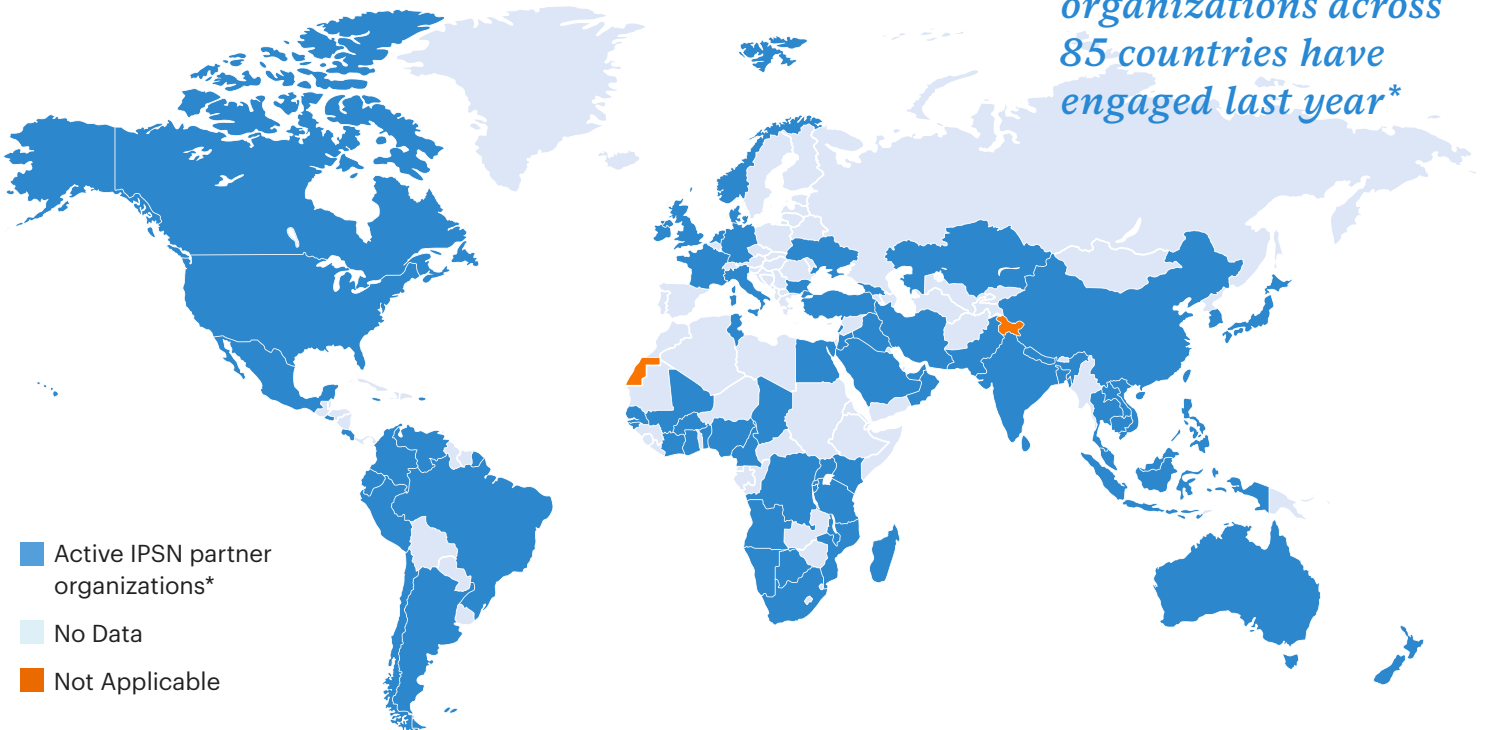 organizations across
85 countries have
engaged last year*
Active IPSN partner
organizations*
No Data
Not Applicable